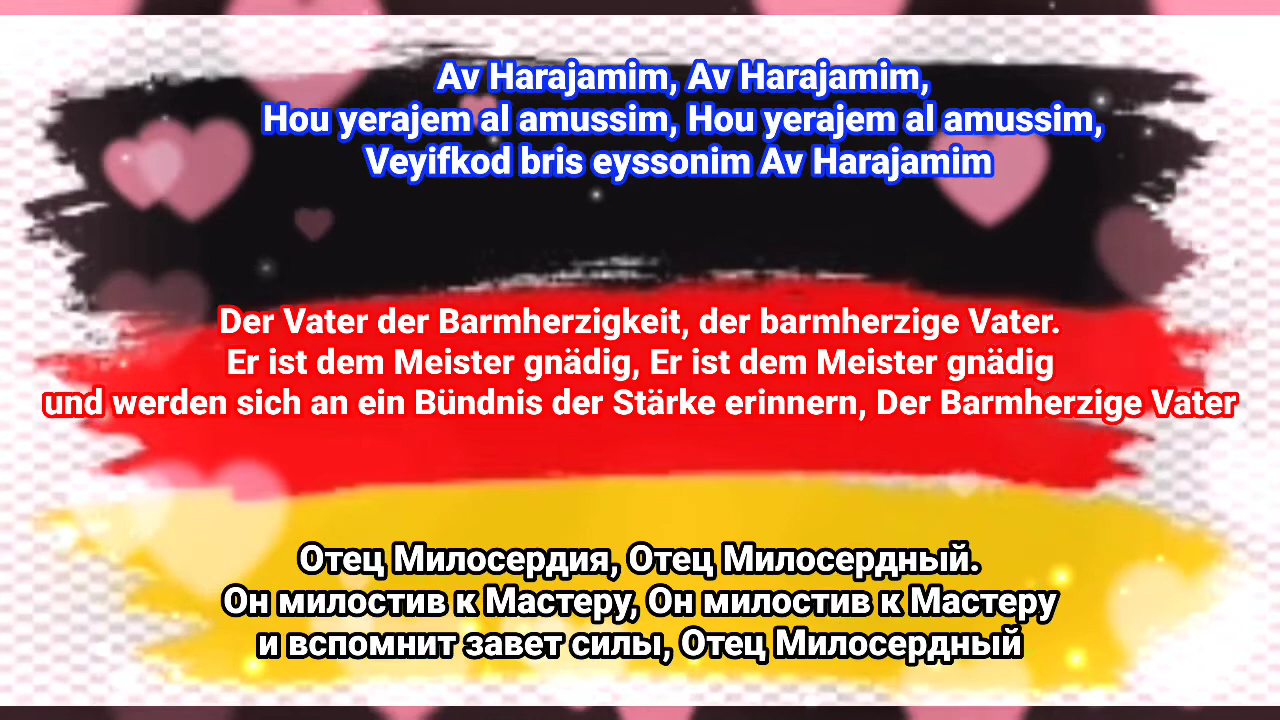 Av Harajamim, Av Harajamim,
Hou yerajem al amussim, Hou yerajem al amussim,
Veyifkod bris eyssonim Av Harajamim
Der Vater der Barmherzigkeit, der barmherzige Vater.
Er ist dem Meister gnädig, Er ist dem Meister gnädig
und werden sich an ein Bündnis der Stärke erinnern, Der Barmherzige Vater
Отец Милосердия, Отец Милосердный.
Он милостив к Мастеру, Он милостив к Мастеру
и вспомнит завет силы, Отец Милосердный